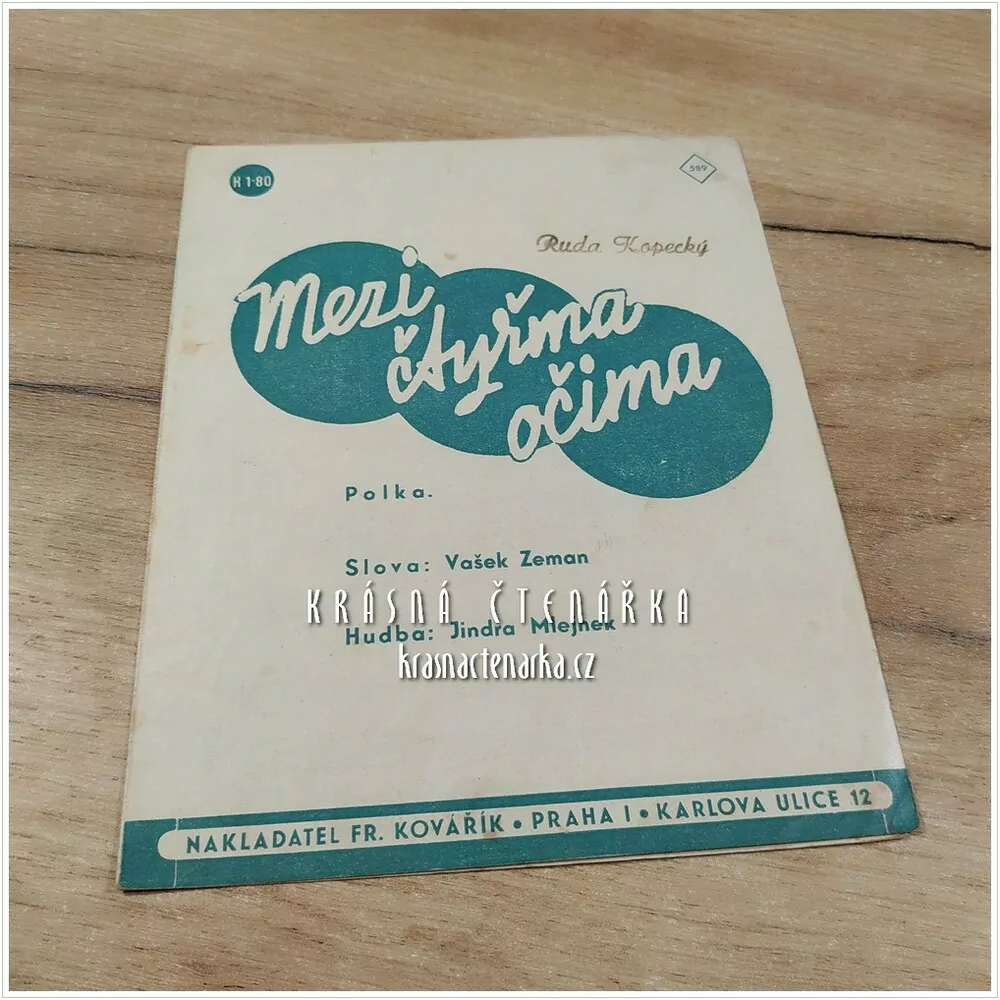 K 1·80
589
Ruda Kopecký
Mezi
čtyřma
očima
Polka.
Slova: Vašek Zeman
KRÁSNÁ ČTENÁŘKA
Hudba: Jindra Mlejnek
krasnactenarka.cz
NAKLADATEL FR. KOVÁŘÍK • PRAHA I • KARLOVA ULICE 12